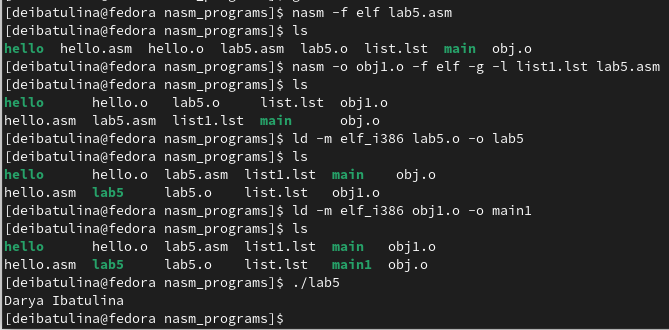 [deibatulina@fedora nasm_programs]$ nasm -f elf lab5.asm
[deibatulina@fedora nasm_programs]$ ls
hello  hello.asm  hello.o  lab5.asm  lab5.o  list.lst  main  obj.o
[deibatulina@fedora nasm_programs]$ nasm -o obj1.o -f elf -g -l list1.lst lab5.asm
[deibatulina@fedora nasm_programs]$ ls
hello      hello.o   lab5.o     list.lst  obj1.o
hello.asm  lab5.asm  list1.lst  main      obj.o
[deibatulina@fedora nasm_programs]$ ld -m elf_i386 lab5.o -o lab5
[deibatulina@fedora nasm_programs]$ ls
hello      hello.o  lab5.asm  list1.lst  main    obj.o
hello.asm  lab5     lab5.o    list.lst   obj1.o
[deibatulina@fedora nasm_programs]$ ld -m elf_i386 obj1.o -o main1
[deibatulina@fedora nasm_programs]$ ls
hello      hello.o  lab5.asm  list1.lst  main   obj1.o
hello.asm  lab5     lab5.o    list.lst   main1  obj.o
[deibatulina@fedora nasm_programs]$ ./lab5
Darya Ibatulina
[deibatulina@fedora nasm_programs]$